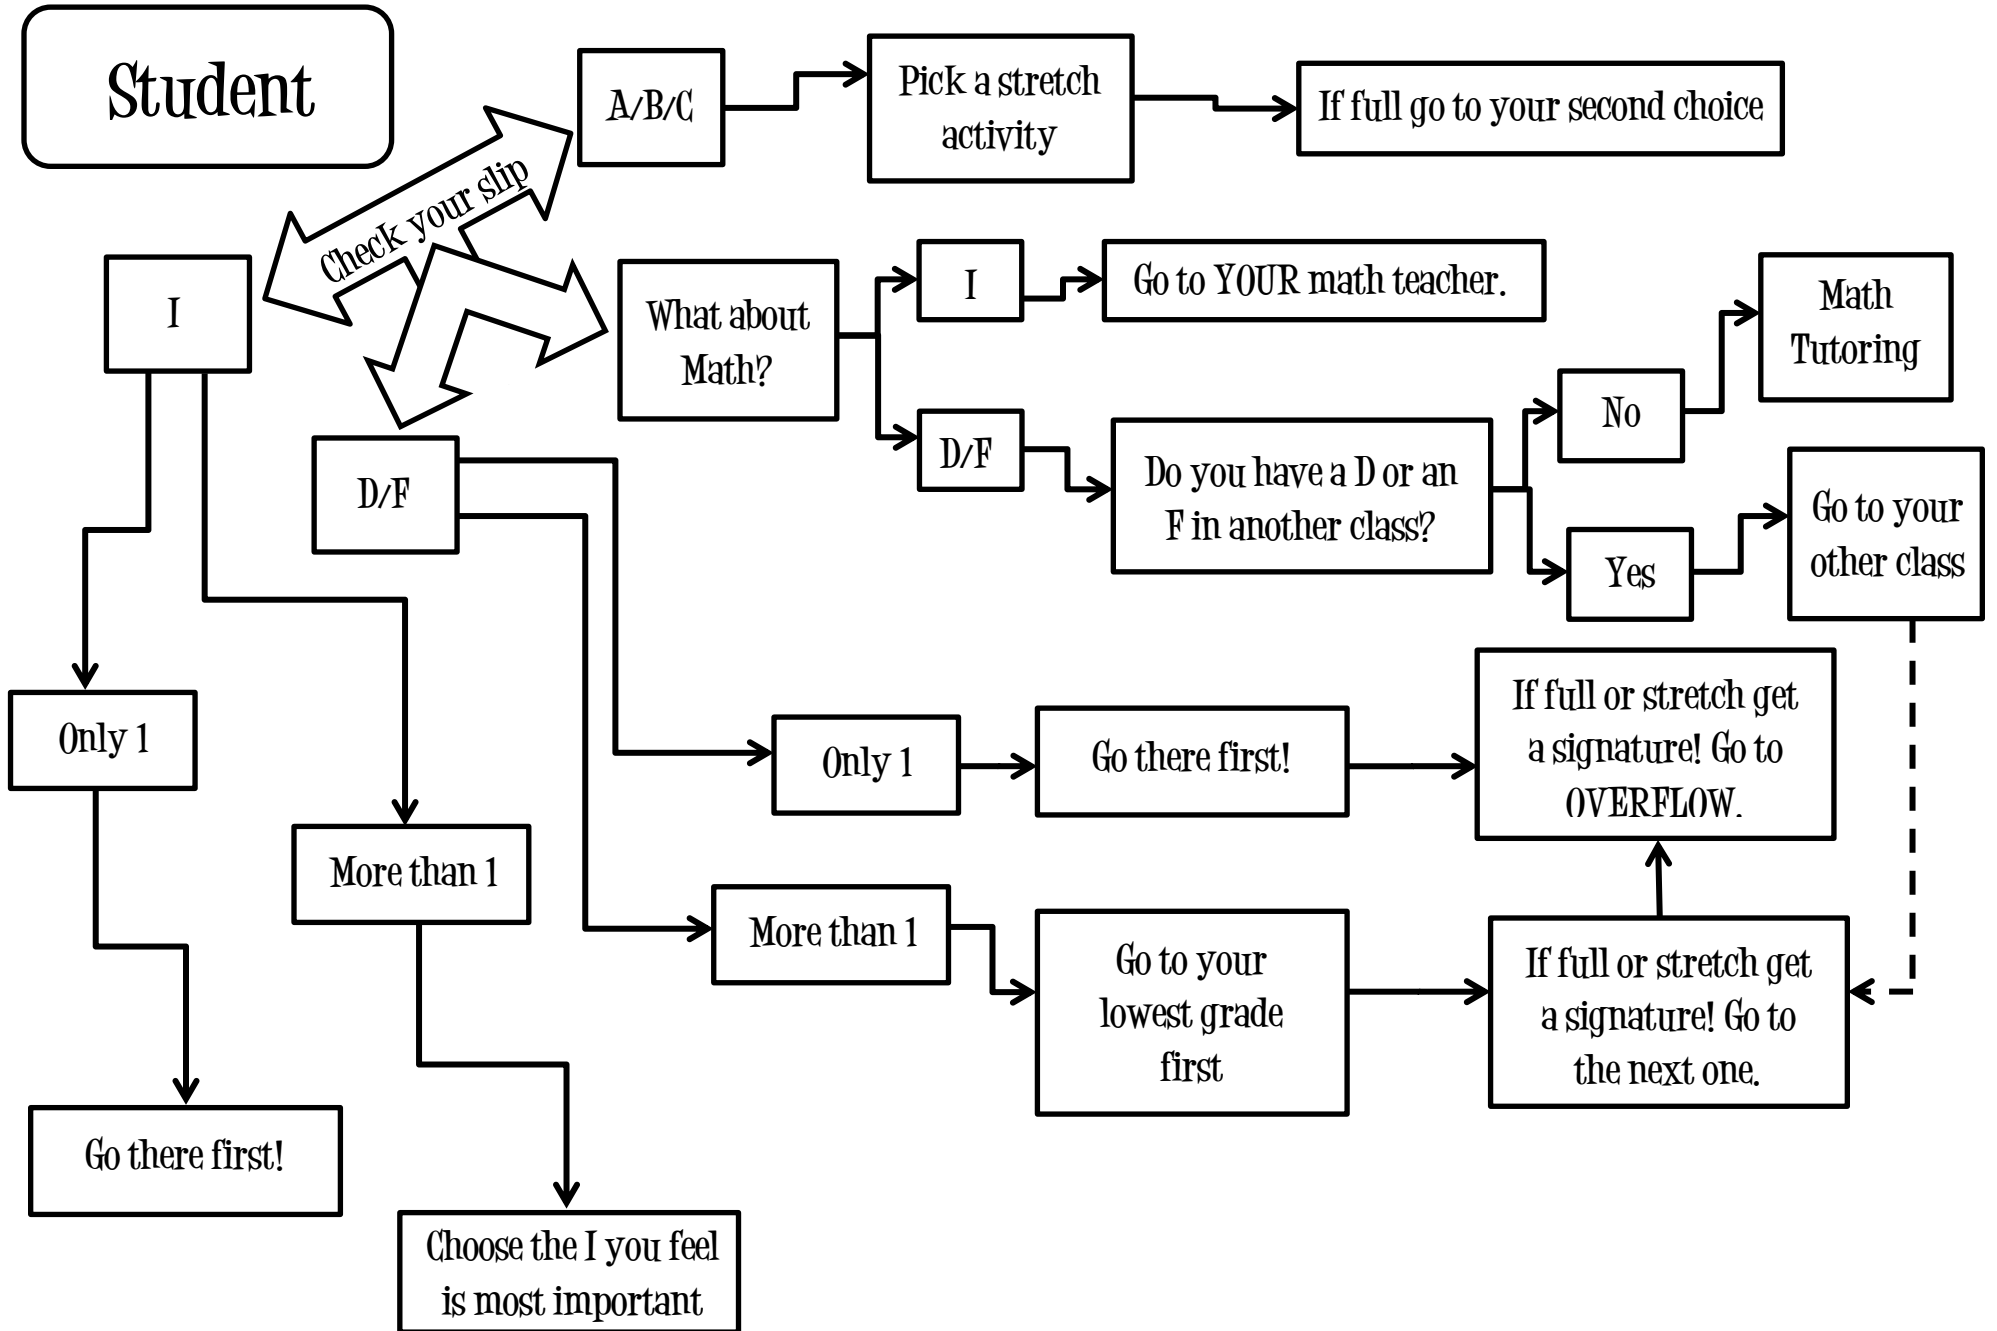 Student
Check your slip
A/B/C
Pick a stretch
activity
If full go to your second choice
I
What about
Math?
I
Go to YOUR math teacher.
D/F
Do you have a D or an
F in another class?
No
Math
Tutoring
Yes
Go to your
other class
D/F
Only 1
Go there first!
More than 1
Choose the I you feel
is most important
Only 1
Go there first!
If full or stretch get
a signature! Go to
OVERFLOW.
More than 1
Go to your
lowest grade
first
If full or stretch get
a signature! Go to
the next one.